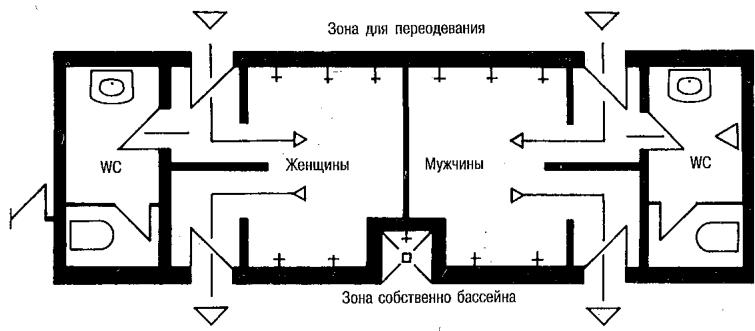 Зона для переодевания
WC
Женщины
Мужчины
WC
Зона собственно бассейна